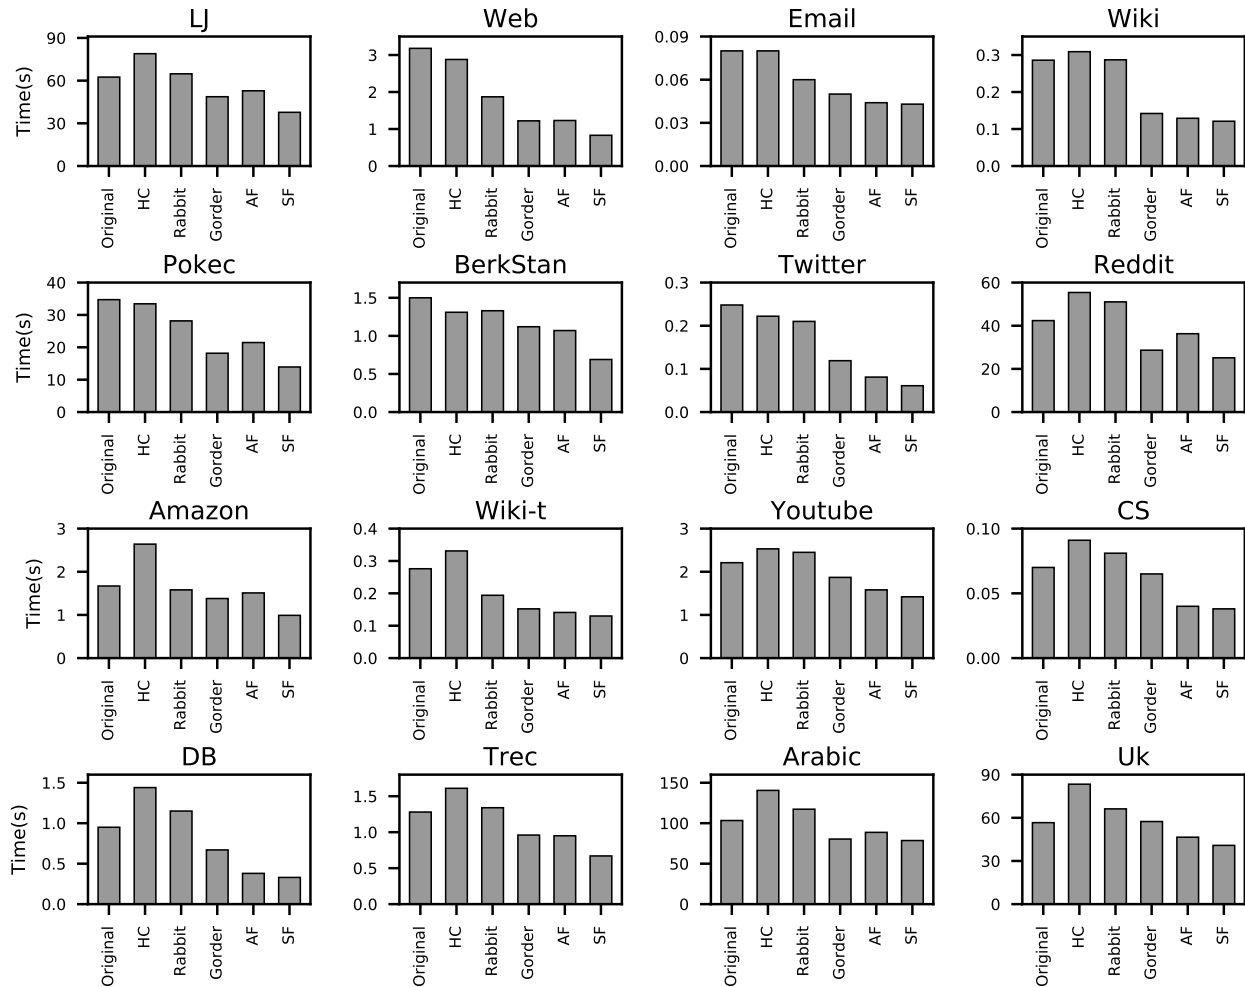 LJ
Web
Email
Wiki
Time(s)
90
60
30
0
Original
HC
Rabbit
Gorder
AF
SF
3
2
1
0
Original
HC
Rabbit
Gorder
AF
SF
0.09
0.06
0.03
0.00
Original
HC
Rabbit
Gorder
AF
SF
0.3
0.2
0.1
0.0
Original
HC
Rabbit
Gorder
AF
SF
Pokec
BerkStan
Twitter
Reddit
Time(s)
40
30
20
10
0
Original
HC
Rabbit
Gorder
AF
SF
1.5
1.0
0.5
0.0
Original
HC
Rabbit
Gorder
AF
SF
0.3
0.2
0.1
0.0
Original
HC
Rabbit
Gorder
AF
SF
60
40
20
0
Original
HC
Rabbit
Gorder
AF
SF
Amazon
Wiki-t
Youtube
CS
Time(s)
3
2
1
0
Original
HC
Rabbit
Gorder
AF
SF
0.4
0.3
0.2
0.1
0.0
Original
HC
Rabbit
Gorder
AF
SF
3
2
1
0
Original
HC
Rabbit
Gorder
AF
SF
0.10
0.05
0.00
Original
HC
Rabbit
Gorder
AF
SF
DB
Trec
Arabic
Uk
Time(s)
1.5
1.0
0.5
0.0
Original
HC
Rabbit
Gorder
AF
SF
1.5
1.0
0.5
0.0
Original
HC
Rabbit
Gorder
AF
SF
150
100
50
0
Original
HC
Rabbit
Gorder
AF
SF
90
60
30
0
Original
HC
Rabbit
Gorder
AF
SF